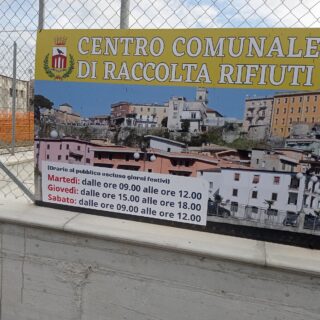 CENTRO COMUNALE
DI RACCOLTA RIFIUTI
(Orario al pubblico escluso giorni festivi)
Martedì: dalle ore 09.00 alle ore 12.00
Giovedì: dalle ore 15.00 alle ore 18.00
Sabato: dalle ore 09.00 alle ore 12.00